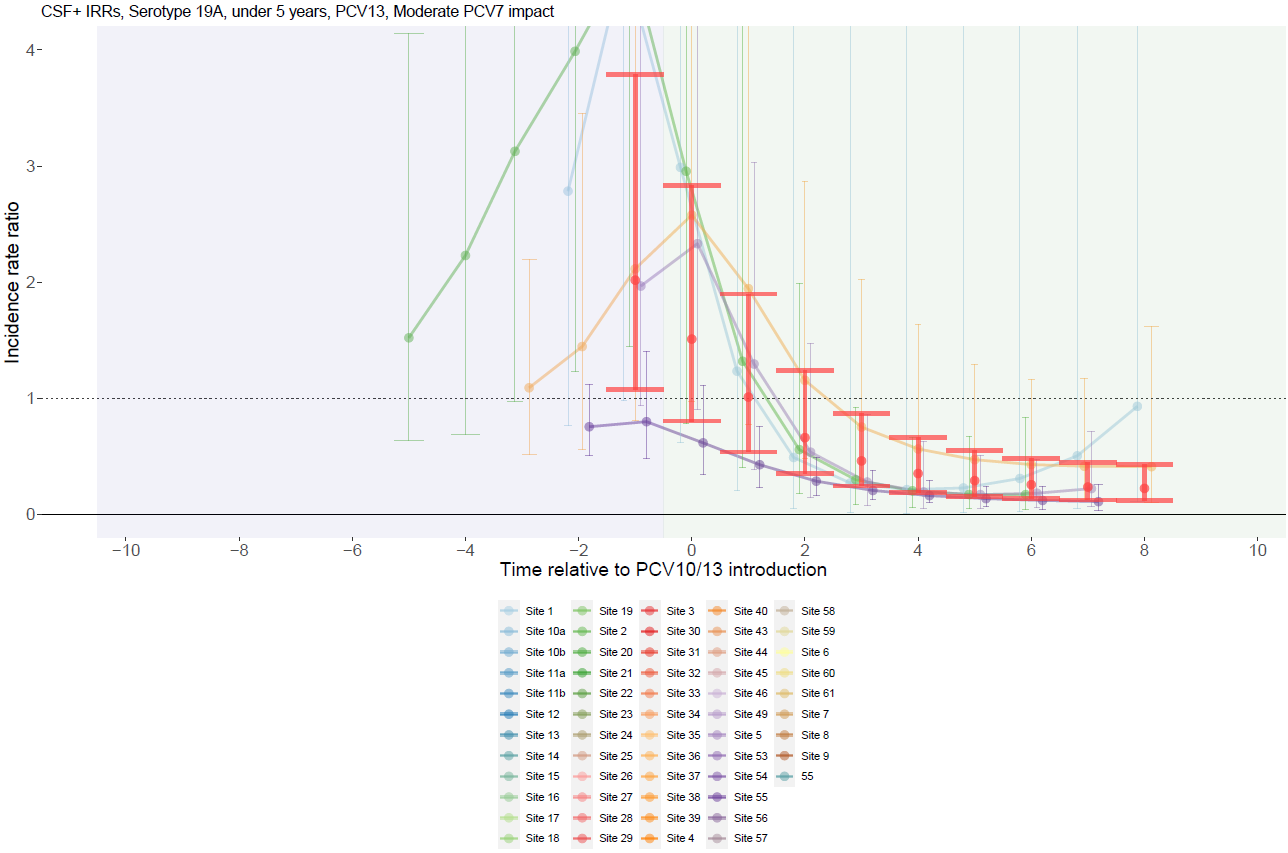 CSF+ IRRs, Serotype 19A, under 5 years, PCV13, Moderate PCV7 impact
Incidence rate ratio
4
3
2
1
0
−10 −8 −6 −4 −2 0 2 4 6 8 10
Time relative to PCV10/13 introduction
Site 1 Site 19 Site 3 Site 40 Site 58
Site 10a Site 2 Site 30 Site 43 Site 59
Site 10b Site 20 Site 31 Site 44 Site 6
Site 11a Site 21 Site 32 Site 45 Site 60
Site 11b Site 22 Site 33 Site 46 Site 61
Site 12 Site 23 Site 34 Site 49 Site 7
Site 13 Site 24 Site 35 Site 5 Site 8
Site 14 Site 25 Site 36 Site 53 Site 9
Site 15 Site 26 Site 37 Site 54 55
Site 16 Site 27 Site 38 Site 55
Site 17 Site 28 Site 39 Site 56
Site 18 Site 29 Site 4 Site 57